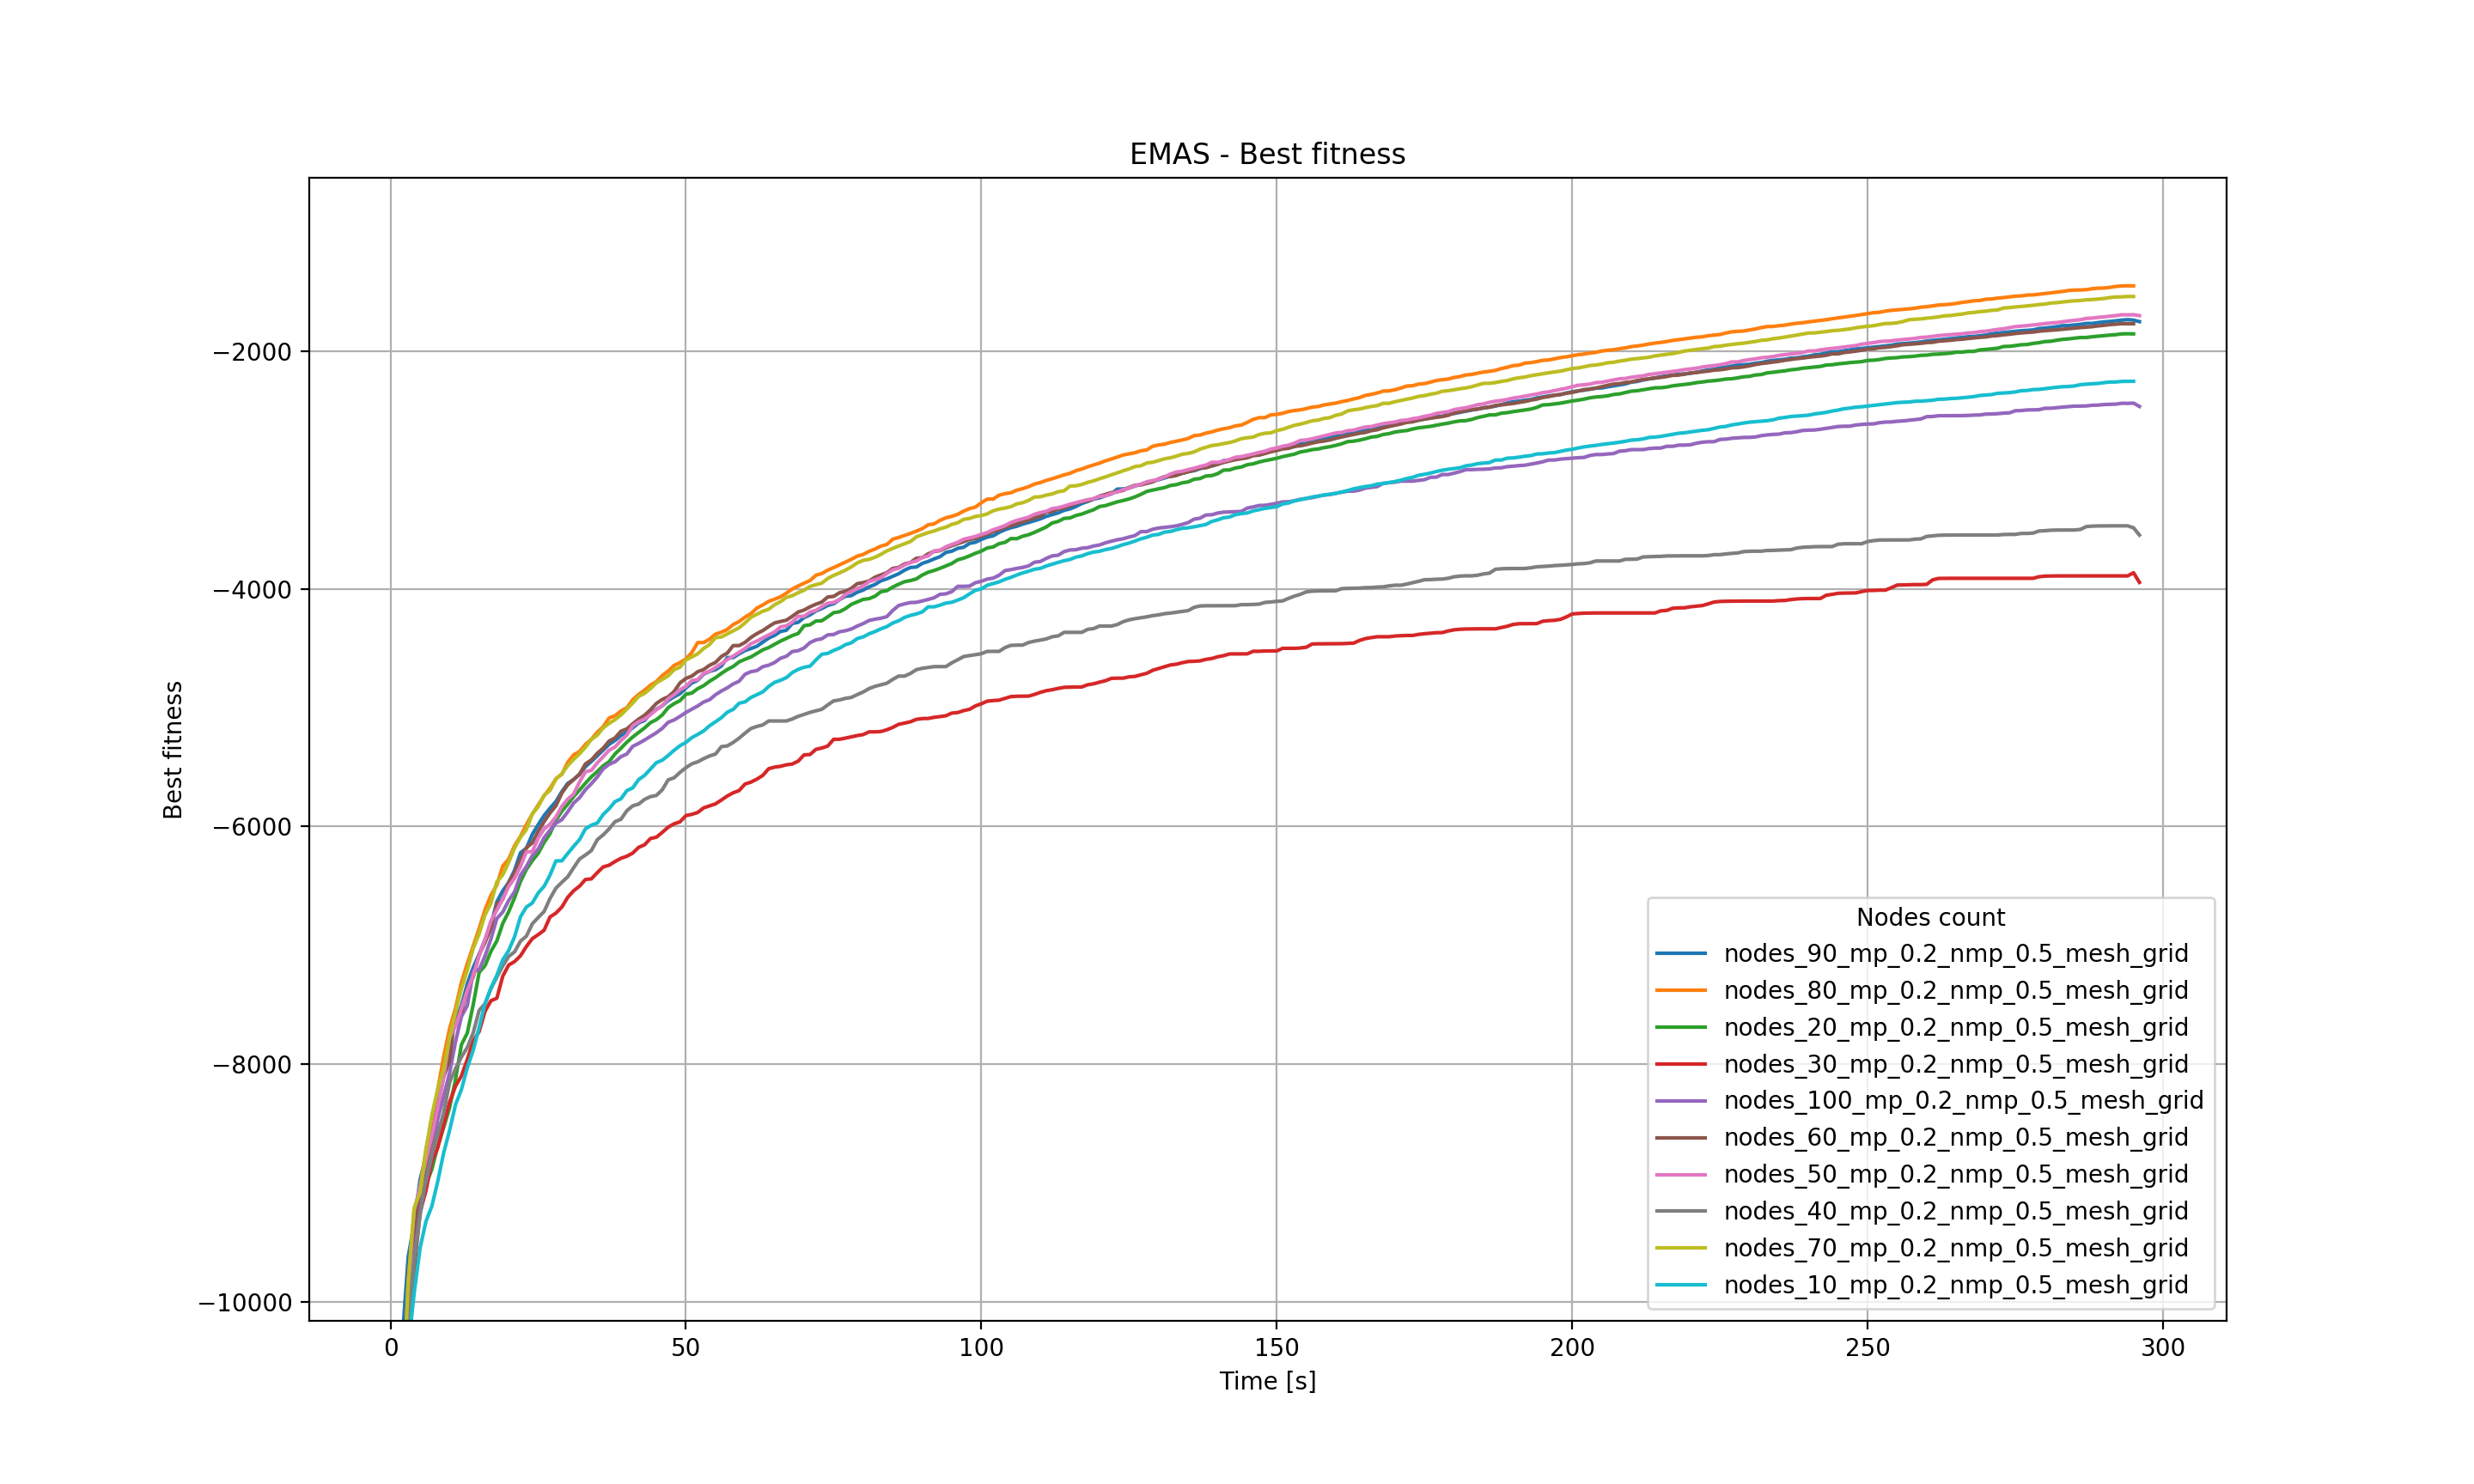 EMAS - Best fitness
Best fitness
−2000
−4000
−6000
−8000
−10000
0 50 100 150 200 250 300
Time [s]
Nodes count
nodes_90_mp_0.2_nmp_0.5_mesh_grid
nodes_80_mp_0.2_nmp_0.5_mesh_grid
nodes_20_mp_0.2_nmp_0.5_mesh_grid
nodes_30_mp_0.2_nmp_0.5_mesh_grid
nodes_100_mp_0.2_nmp_0.5_mesh_grid
nodes_60_mp_0.2_nmp_0.5_mesh_grid
nodes_50_mp_0.2_nmp_0.5_mesh_grid
nodes_40_mp_0.2_nmp_0.5_mesh_grid
nodes_70_mp_0.2_nmp_0.5_mesh_grid
nodes_10_mp_0.2_nmp_0.5_mesh_grid